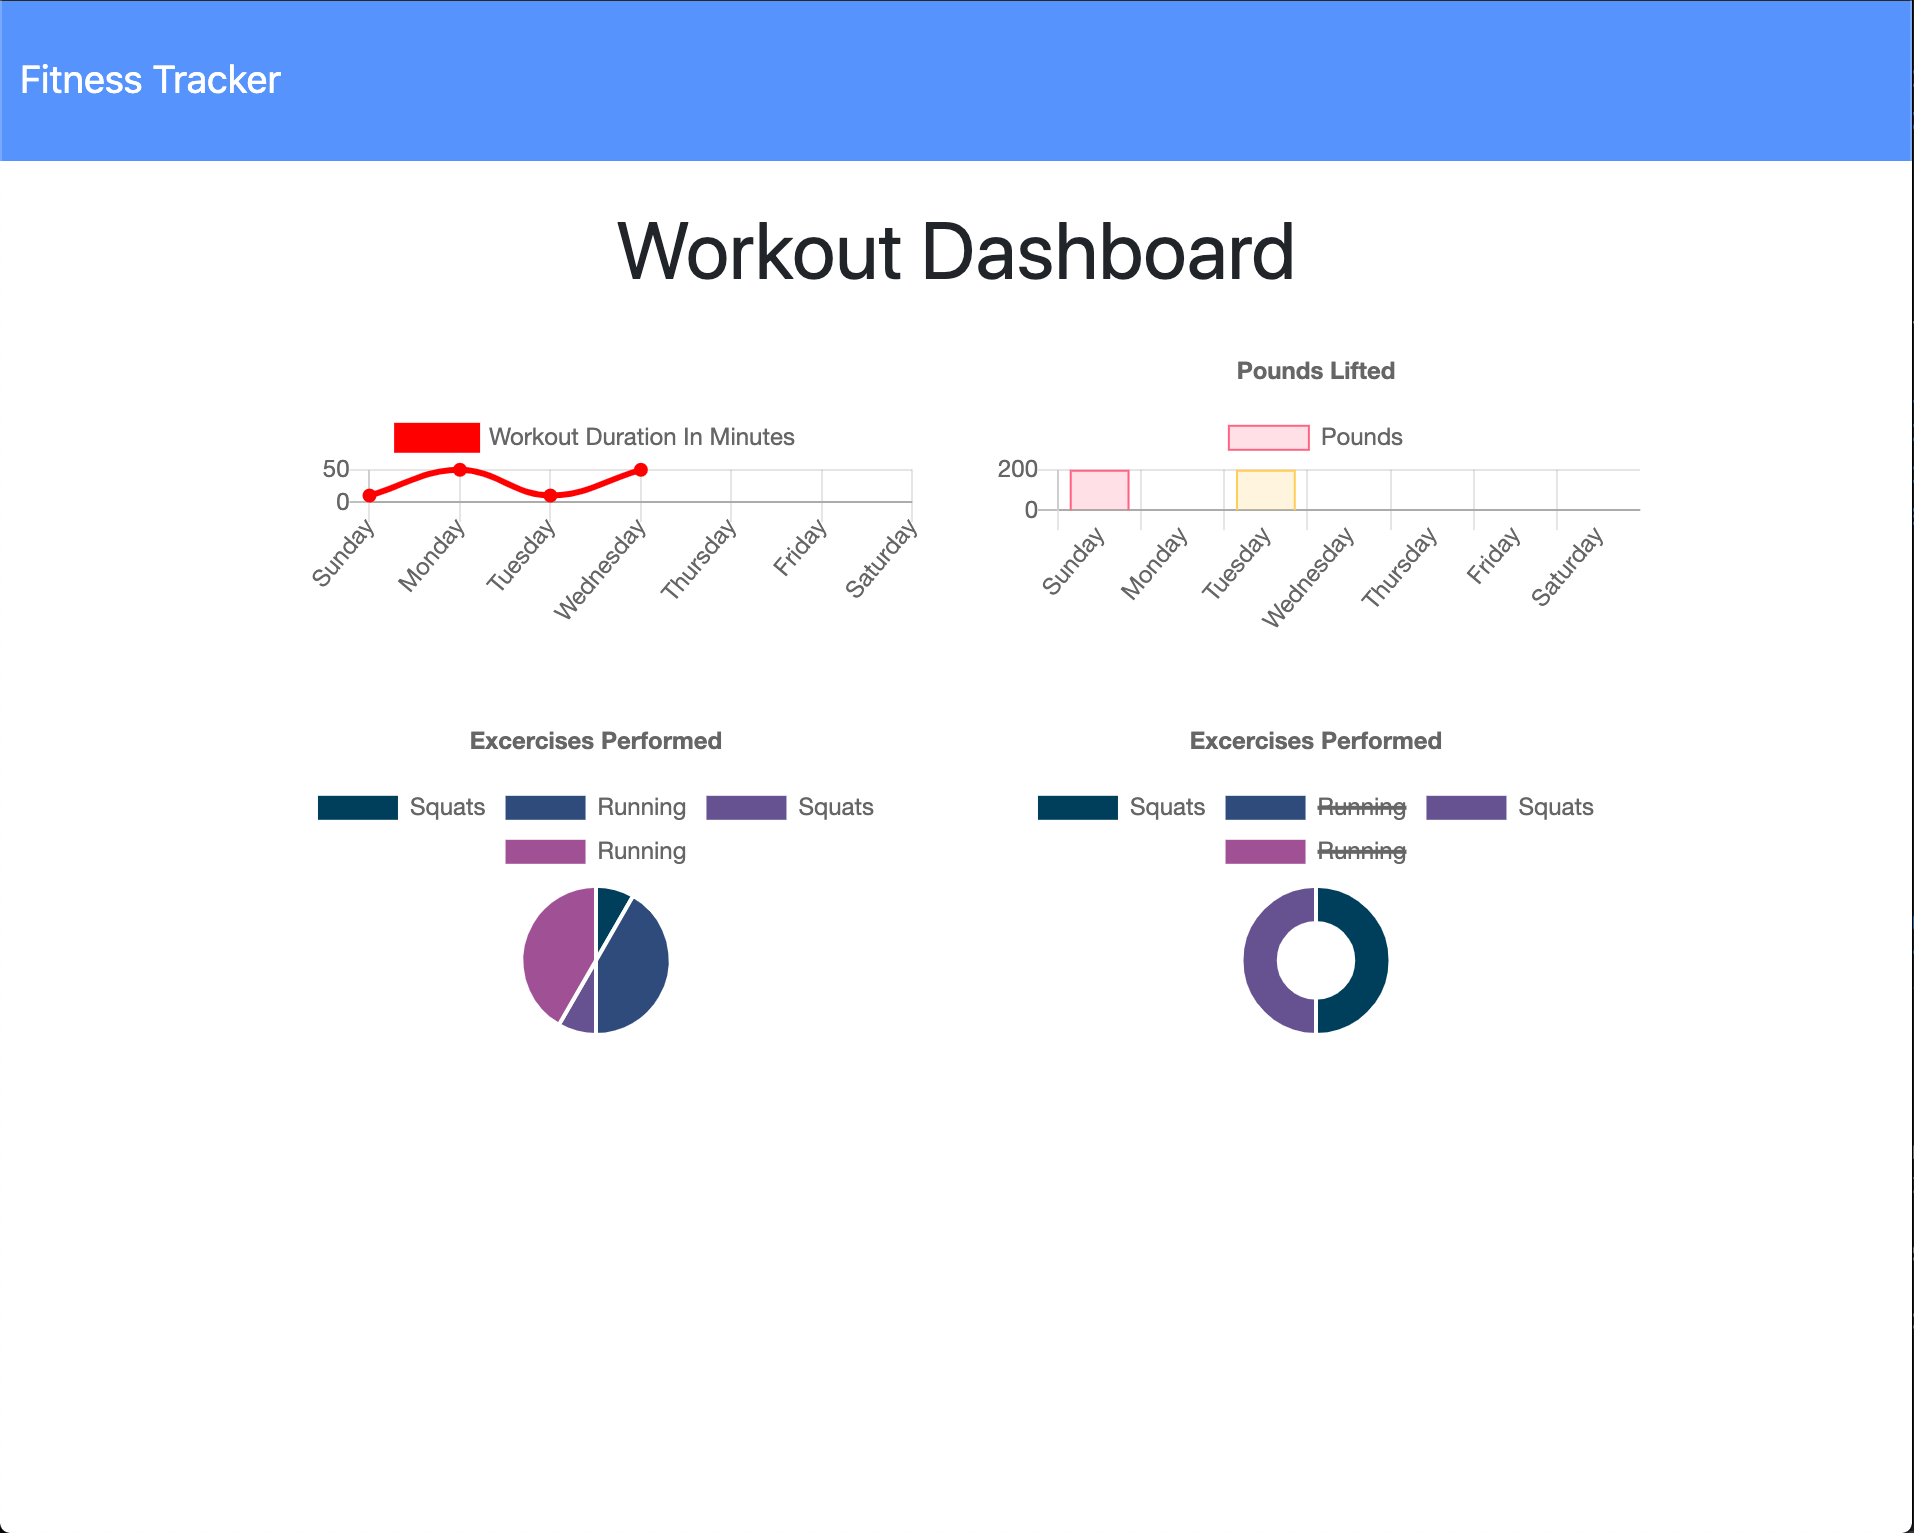 Fitness Tracker
Workout Dashboard
Workout Duration In Minutes
50
0
Sunday
Monday
Tuesday
Wednesday
Thursday
Friday
Saturday
Pounds Lifted
Pounds
200
0
Sunday
Monday
Tuesday
Wednesday
Thursday
Friday
Saturday
Excercises Performed
Squats Running Squats
Running
Excercises Performed
Squats Running Squats
Running